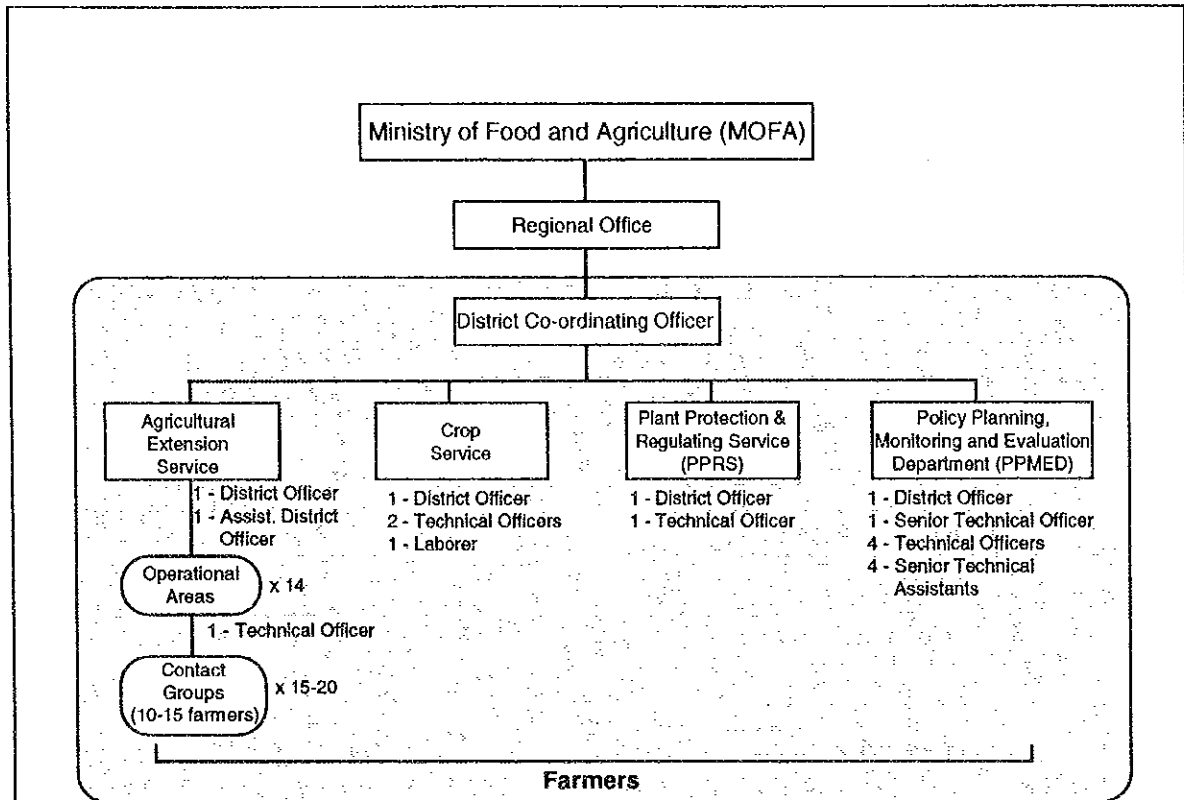 Ministry of Food and Agriculture (MOFA)
Regional Office
District Co-ordinating Officer
Agricultural
Extension
Service
1 - District Officer
1 - Assist. District
Officer
Operational
Areas
x 14
1 - Technical Officer
Contact
Groups
(10-15 farmers)
x 15-20
Crop
Service
1 - District Officer
2 - Technical Officers
1 - Laborer
Plant Protection &
Regulating Service
(PPRS)
1 - District Officer
1 - Technical Officer
Policy Planning,
Monitoring and Evaluation
Department (PPMED)
1 - District Officer
1 - Senior Technical Officer
4 - Technical Officers
4 - Senior Technical
Assistants
Farmers